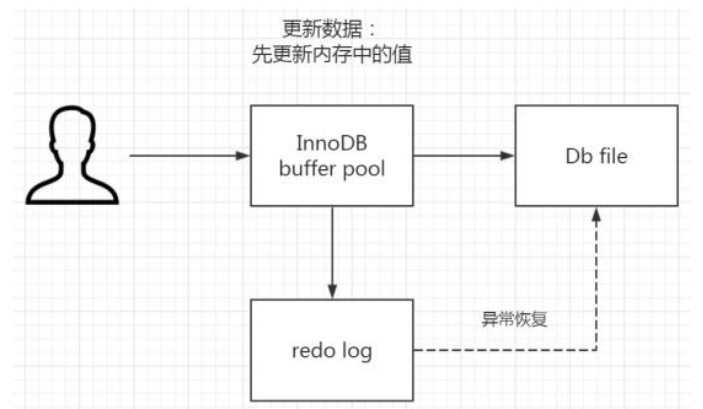 更新数据：
先更新内存中的值
InnoDB
buffer pool
Db file
redo log
异常恢复